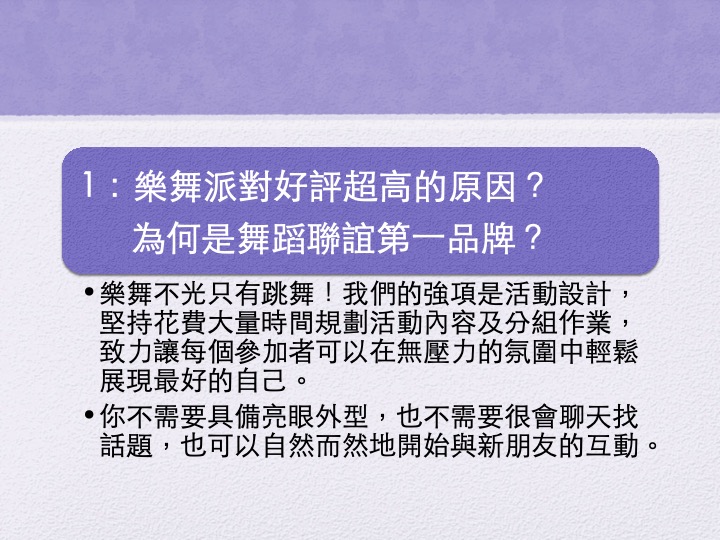 1：樂舞派對好評超高的原因？
為何是舞蹈聯誼第一品牌？
•樂舞不光只有跳舞！我們的強項是活動設計，
堅持花費大量時間規劃活動內容及分組作業，
致力讓每個參加者可以在無壓力的氛圍中輕鬆
展現最好的自己。
•你不需要具備亮眼外型，也不需要很會聊天找
話題，也可以自然而然地開始與新朋友的互動。